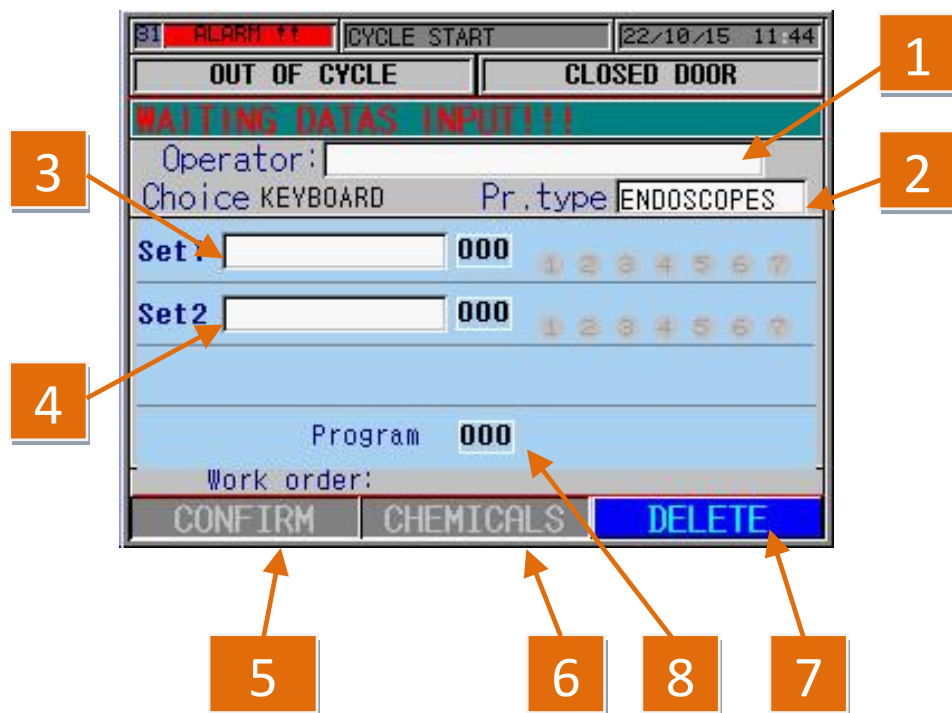 81 ALARM !! CYCLE START 22/10/15 11:44
OUT OF CYCLE CLOSED DOOR
WAITING DATAS INPUT!!!
Operator:
Choice KEYBOARD Pr.type ENDOSCOPES
Set1 000 1 2 3 4 5 6 7
Set2 000 1 2 3 4 5 6 7
Program 000
Work order:
CONFIRM CHEMICALS DELETE
1
2
3
4
5 6 8 7